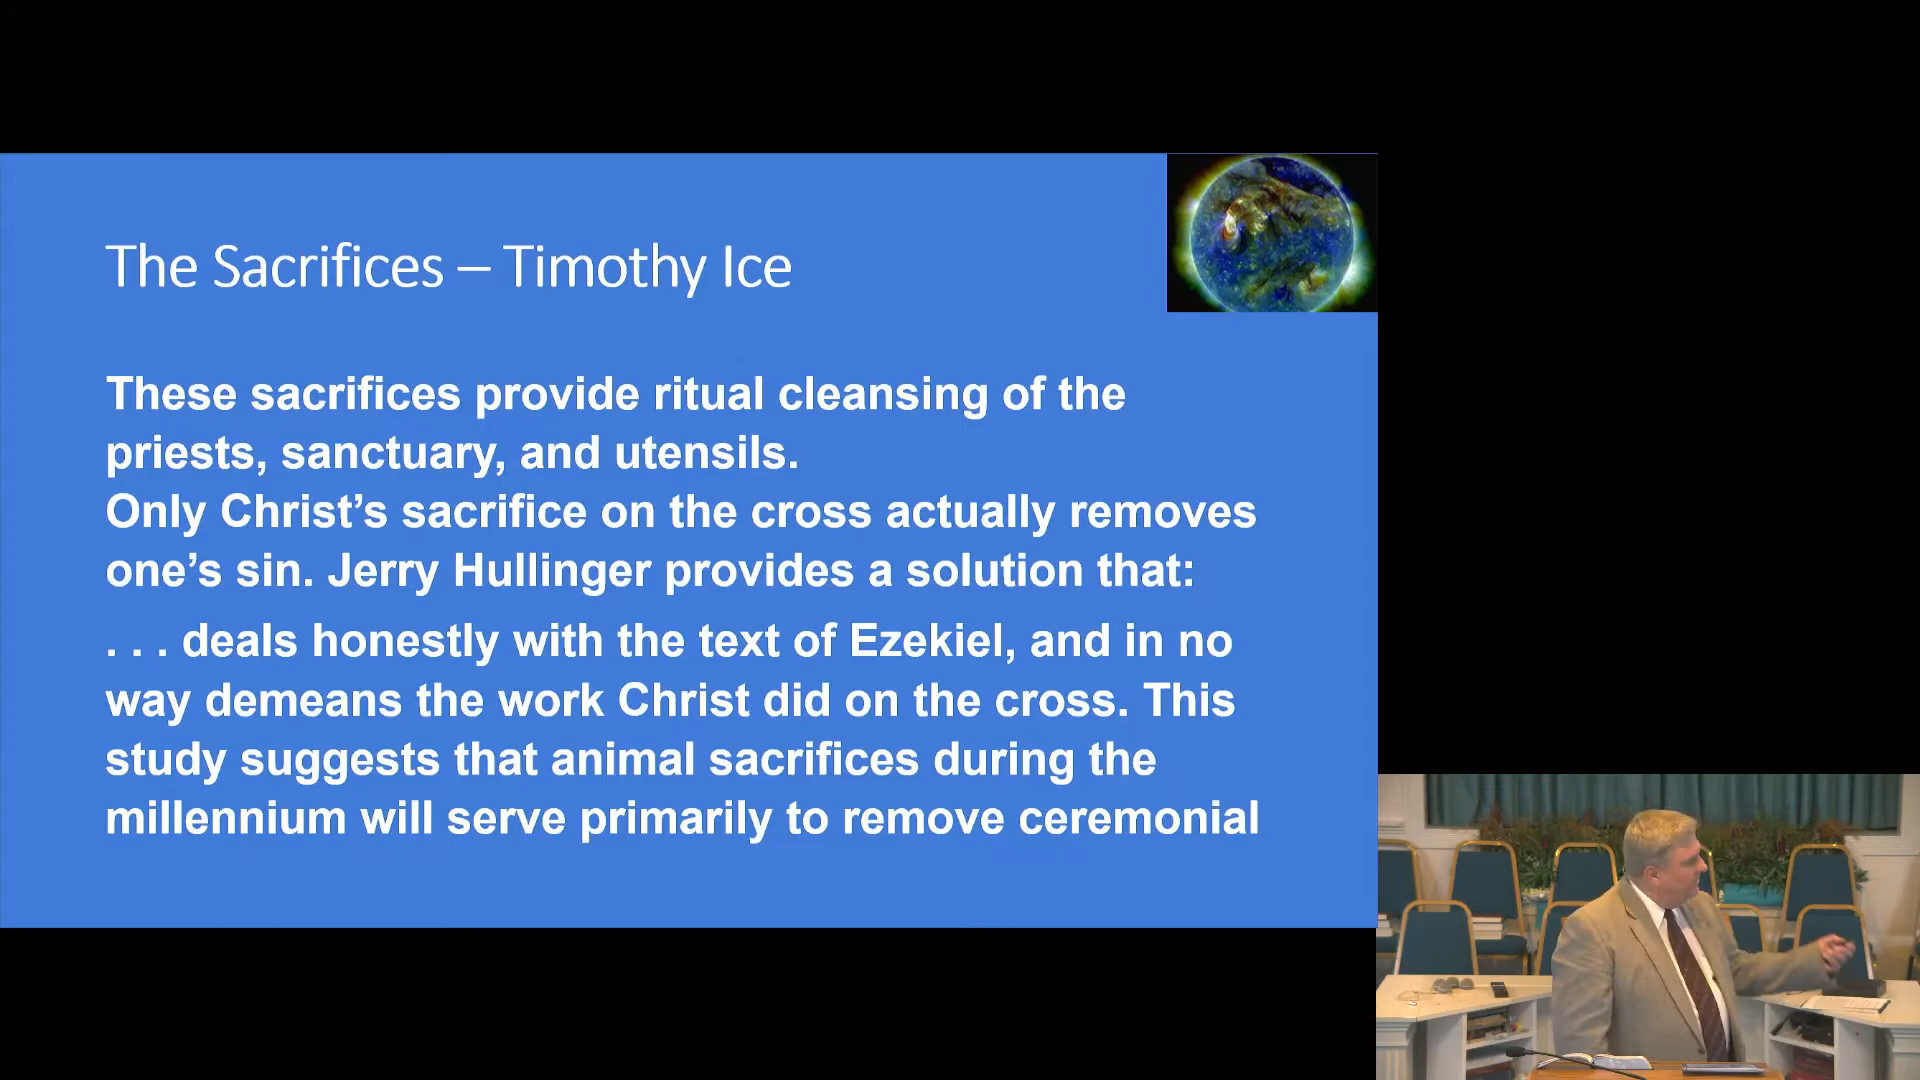 The Sacrifices – Timothy Ice
These sacrifices provide ritual cleansing of the
priests, sanctuary, and utensils.
Only Christ’s sacrifice on the cross actually removes
one’s sin. Jerry Hullinger provides a solution that:
. . . deals honestly with the text of Ezekiel, and in no
way demeans the work Christ did on the cross. This
study suggests that animal sacrifices during the
millennium will serve primarily to remove ceremonial